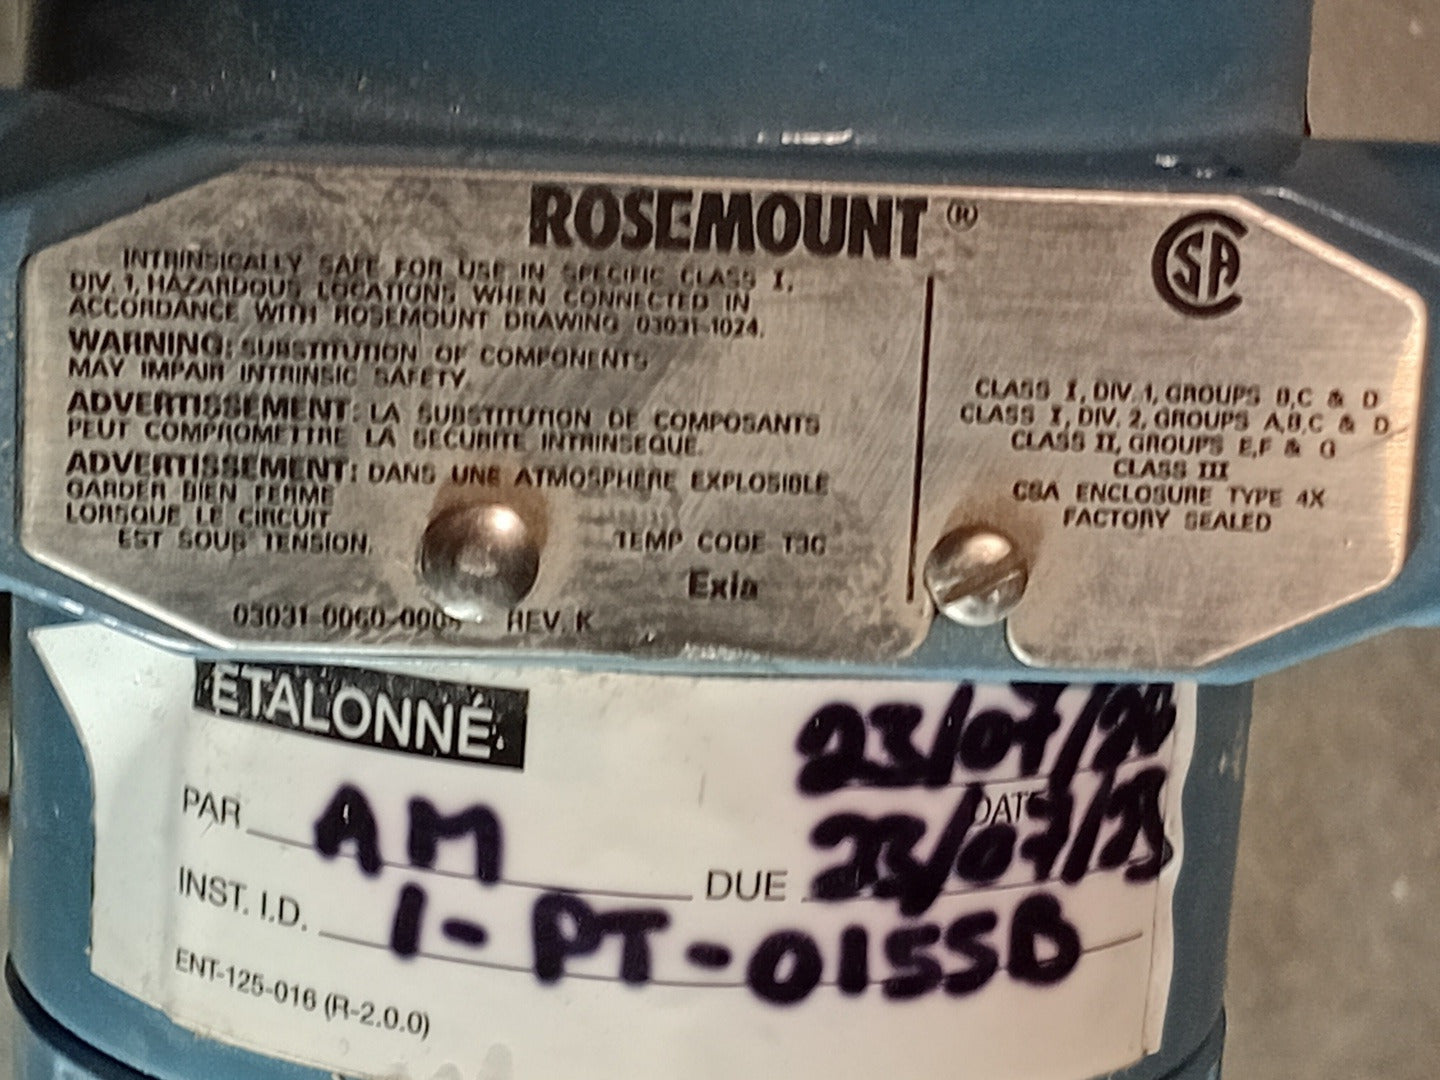 ROSEMOUNT ®
INTRINSICALLY SAFE FOR USE IN SPECIFIC CLASS I,
DIV. 1, HAZARDOUS LOCATIONS WHEN CONNECTED IN
ACCORDANCE WITH ROSEMOUNT DRAWING 03031-1024.
WARNING: SUBSTITUTION OF COMPONENTS
MAY IMPAIR INTRINSIC SAFETY.
ADVERTISSEMENT: LA SUBSTITUTION DE COMPOSANTS
PEUT COMPROMETTRE LA SECURITE INTRINSEQUE.
ADVERTISSEMENT: DANS UNE ATMOSPHERE EXPLOSIBLE
GARDER BIEN FERME
LORSQUE LE CIRCUIT
EST SOUS TENSION.
TEMP CODE T3C
Exia
REV. K
CSA
CLASS I, DIV. 1, GROUPS B,C & D
CLASS I, DIV. 2, GROUPS A,B,C & D
CLASS II, GROUPS E,F & G
CLASS III
CSA ENCLOSURE TYPE 4X
FACTORY SEALED
ÉTALONNÉ
PAR AM
DATE
DUE
INST. I.D. 1-PT-0155B
ENT-125-016 (R-2.0.0)